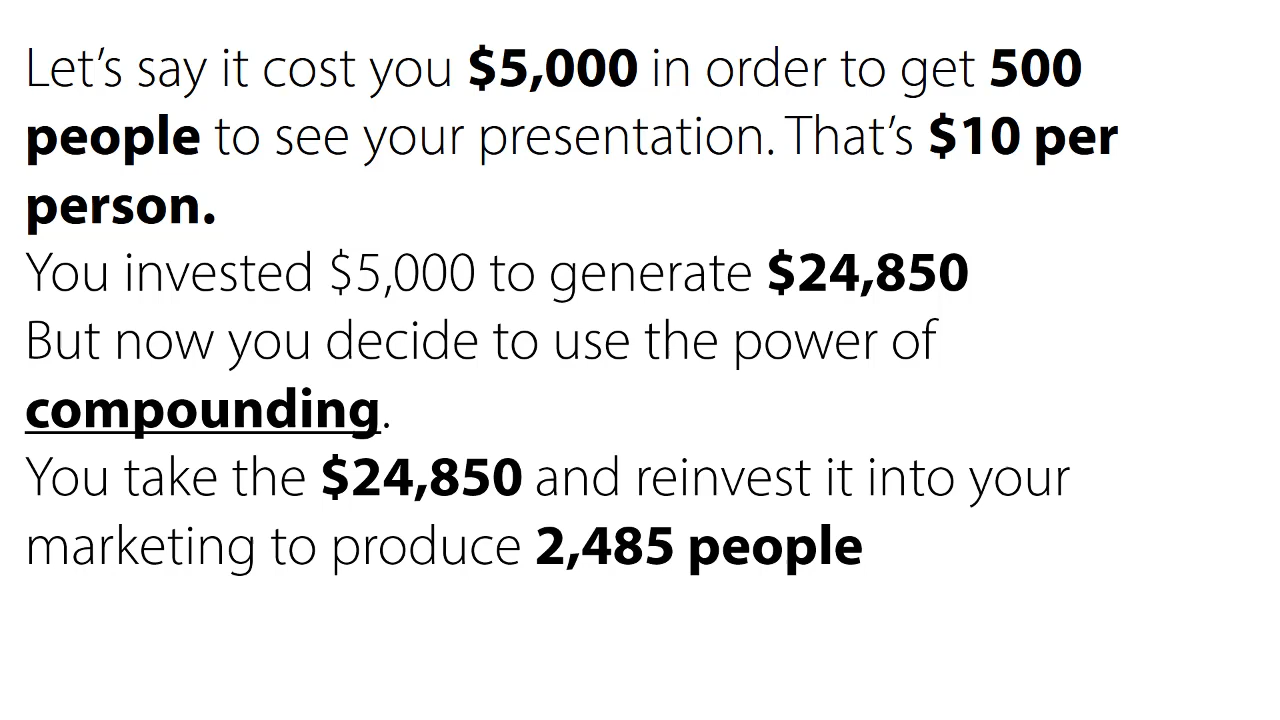 Let’s say it cost you $5,000 in order to get 500
people to see your presentation. That’s $10 per
person.
You invested $5,000 to generate $24,850
But now you decide to use the power of
compounding.
You take the $24,850 and reinvest it into your
marketing to produce 2,485 people